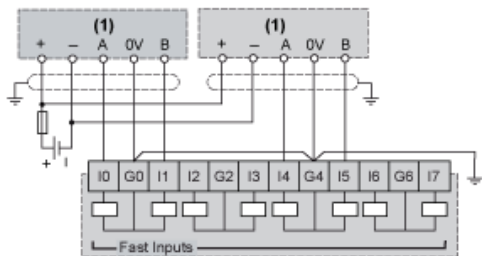 (1) (1)
+ – A 0V B + – A 0V B
+ I
I0 G0 I1 I2 G2 I3 I4 G4 I5 I6 G6 I7
Fast Inputs